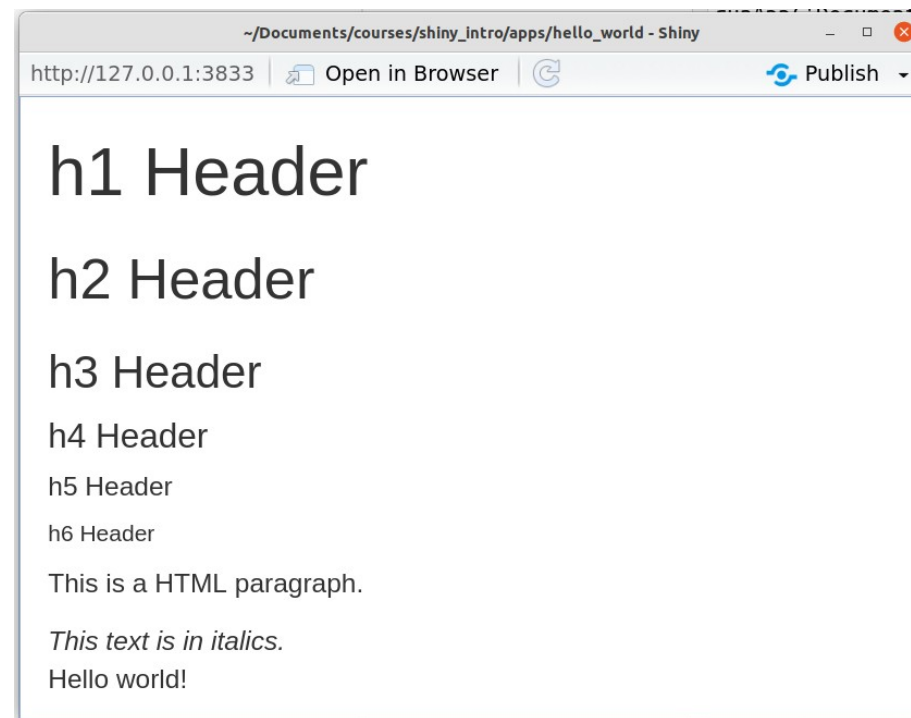 ~/Documents/courses/shiny_intro/apps/hello_world - Shiny
http://127.0.0.1:3833 Open in Browser Publish
h1 Header
h2 Header
h3 Header
h4 Header
h5 Header
h6 Header
This is a HTML paragraph.
This text is in italics.
Hello world!